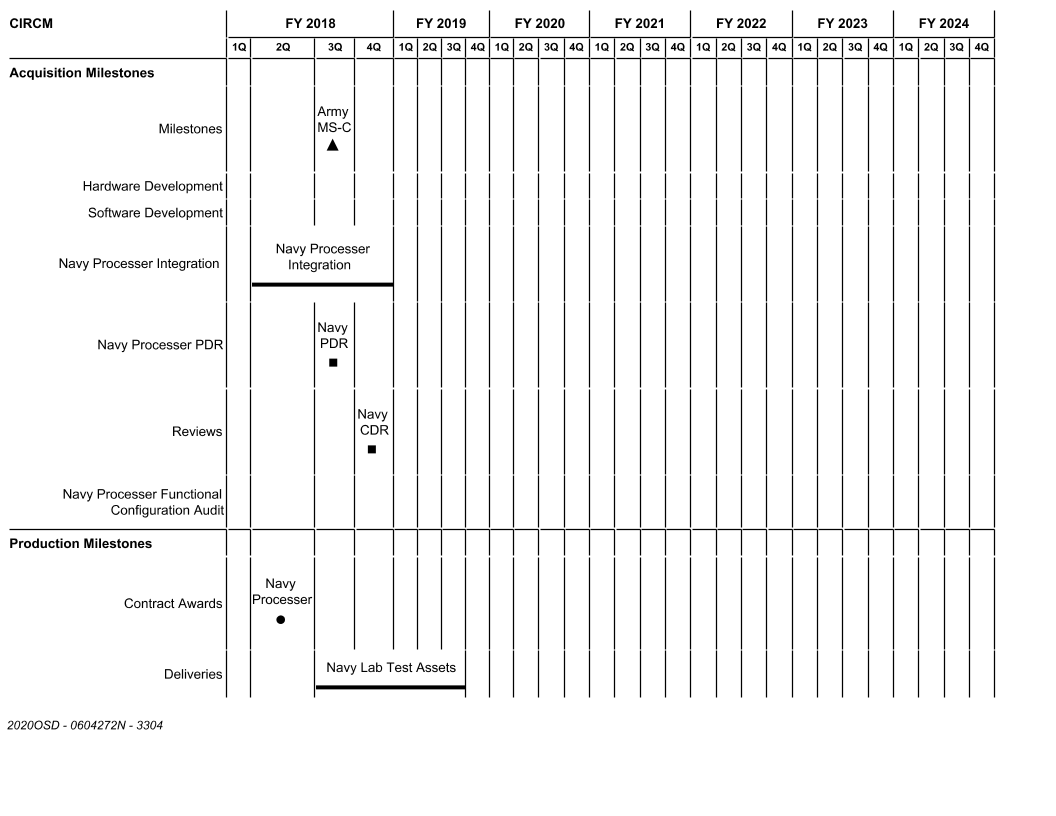 CIRCM FY 2018 FY 2019 FY 2020 FY 2021 FY 2022 FY 2023 FY 2024
1Q 2Q 3Q 4Q 1Q 2Q 3Q 4Q 1Q 2Q 3Q 4Q 1Q 2Q 3Q 4Q 1Q 2Q 3Q 4Q 1Q 2Q 3Q 4Q 1Q 2Q 3Q 4Q
Acquisition Milestones
Milestones
Army
MS-C
Hardware Development
Software Development
Navy Processer Integration
Navy Processer
Integration
Navy Processer PDR
Navy
PDR
Reviews
Navy
CDR
Navy Processer Functional
Configuration Audit
Production Milestones
Contract Awards
Navy
Processer
Deliveries
Navy Lab Test Assets
2020OSD - 0604272N - 3304